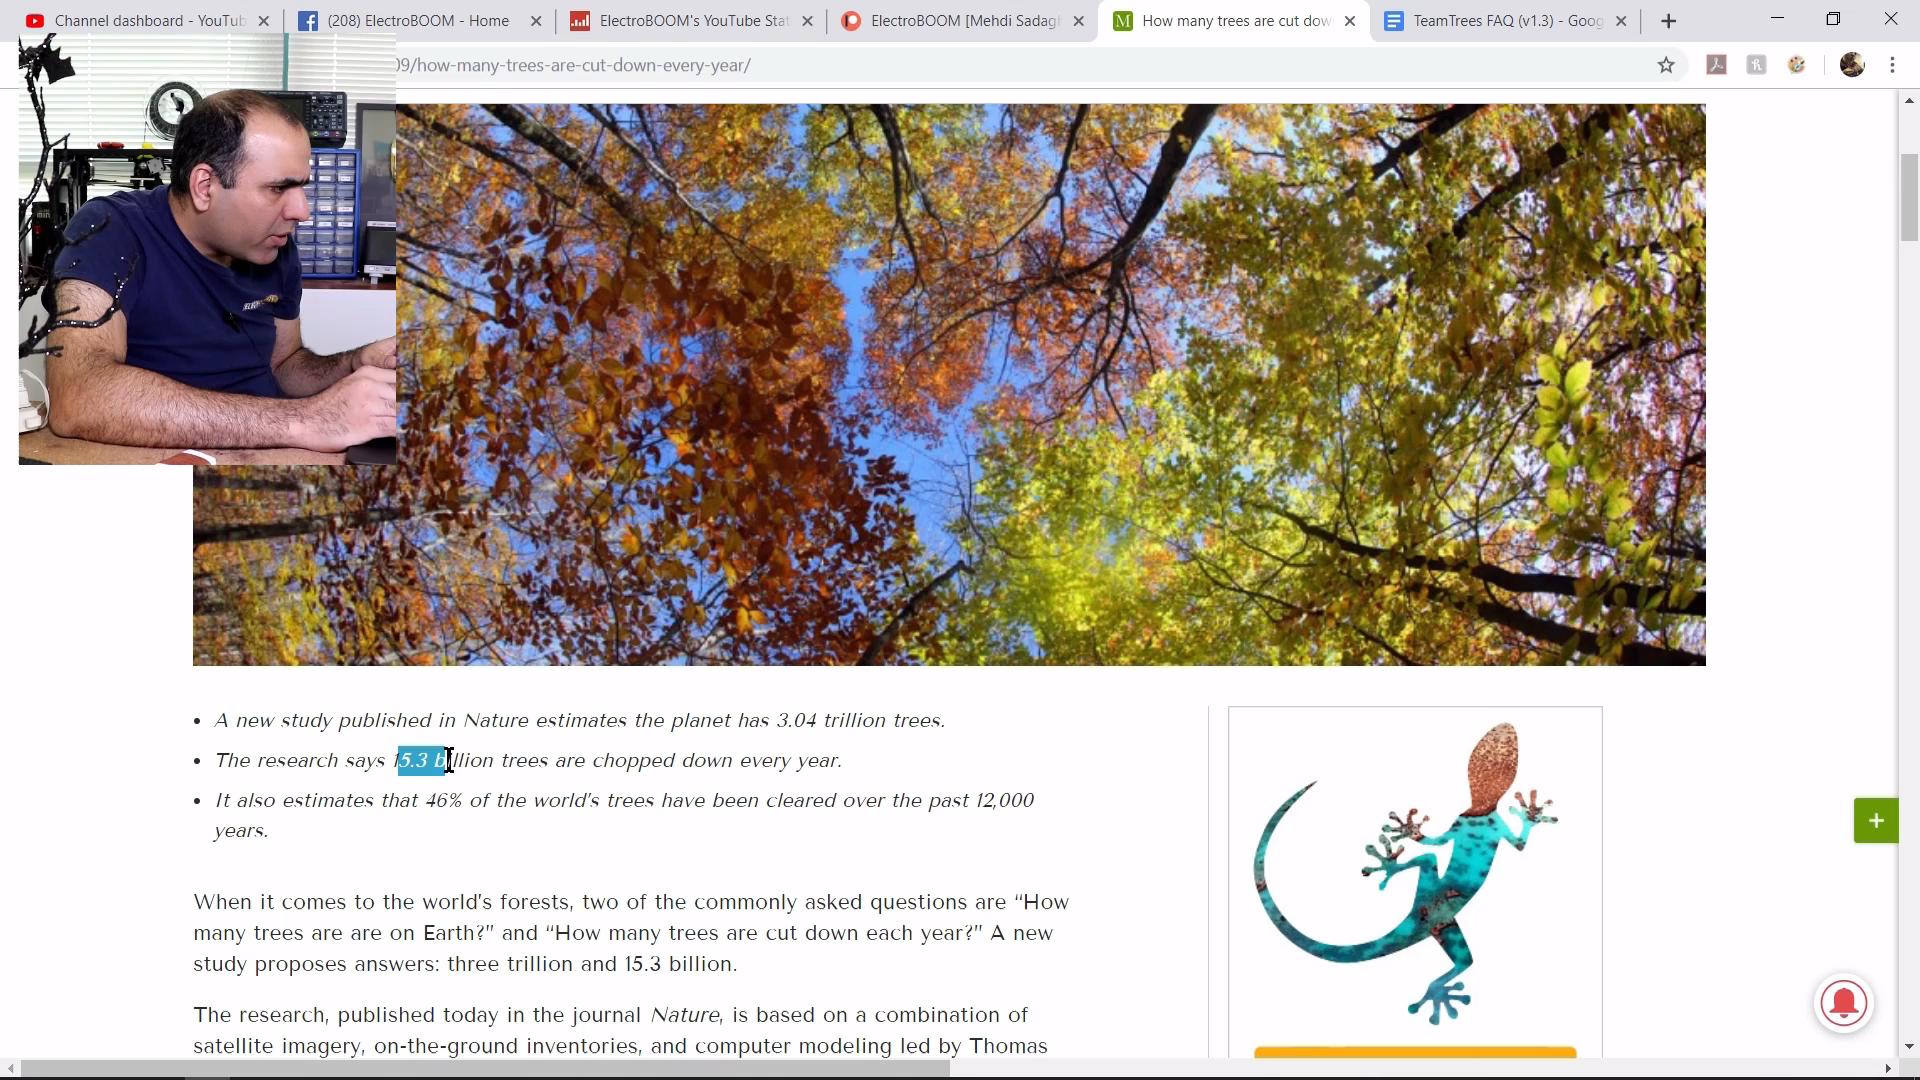 Channel dashboard - YouTub
(208) ElectroBOOM - Home
ElectroBOOM's YouTube Stat
ElectroBOOM [Mehdi Sadagh
How many trees are cut dow
TeamTrees FAQ (v1.3) - Goog
09/how-many-trees-are-cut-down-every-year/
• A new study published in Nature estimates the planet has 3.04 trillion trees.
• The research says 15.3 billion trees are chopped down every year.
• It also estimates that 46% of the world's trees have been cleared over the past 12,000
years.
When it comes to the world's forests, two of the commonly asked questions are “How
many trees are are on Earth?” and “How many trees are cut down each year?” A new
study proposes answers: three trillion and 15.3 billion.
The research, published today in the journal Nature, is based on a combination of
satellite imagery, on-the-ground inventories, and computer modeling led by Thomas